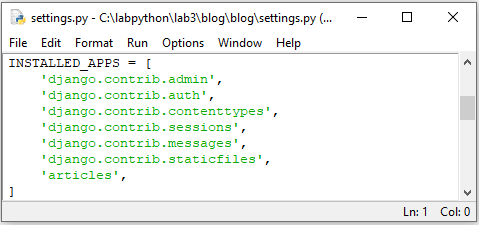 settings.py - C:\labpython\lab3\blog\blog\settings.py (...
File Edit Format Run Options Window Help
INSTALLED_APPS = [
    'django.contrib.admin',
    'django.contrib.auth',
    'django.contrib.contenttypes',
    'django.contrib.sessions',
    'django.contrib.messages',
    'django.contrib.staticfiles',
    'articles',
]
Ln: 1 Col: 0